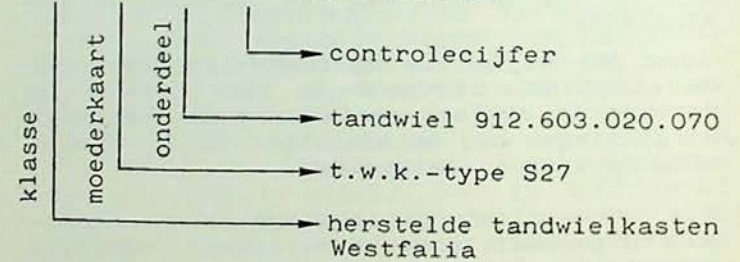 controlecijfer
tandwiel 912.603.020.070
t.w.k.-type S27
herstelde tandwielkasten
Westfalia
klasse
moederkaart
onderdeel